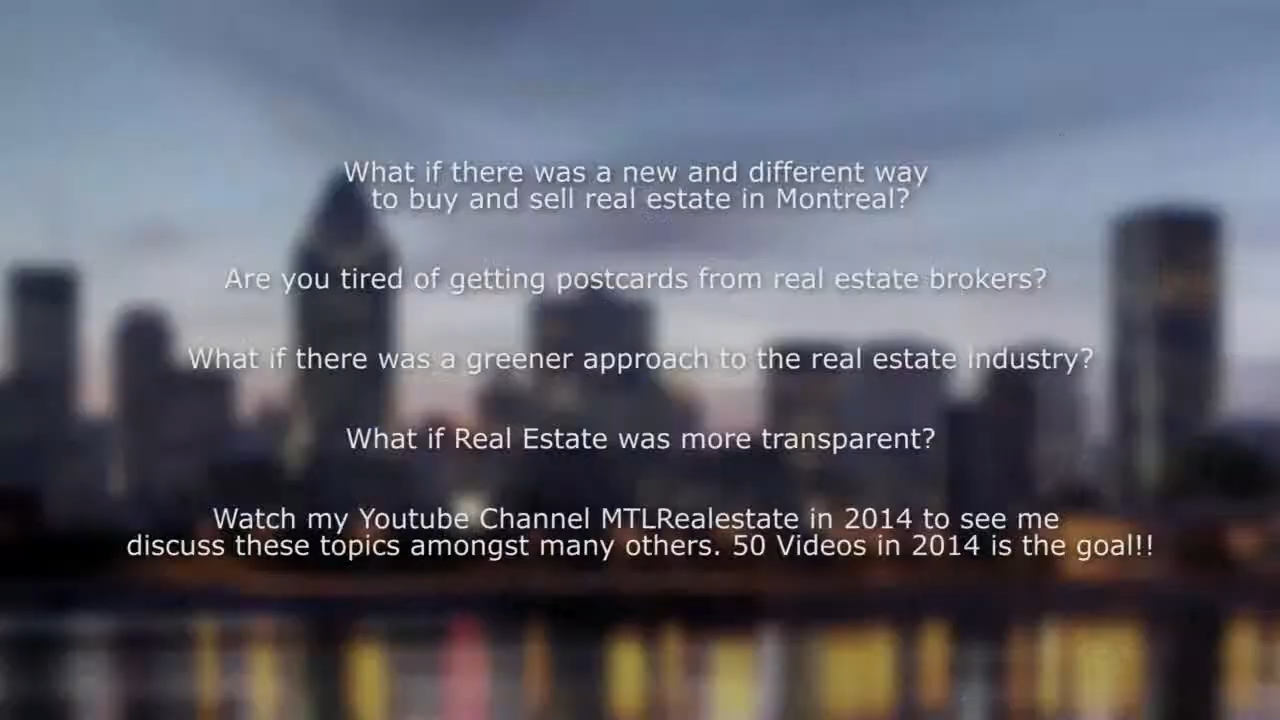 What if there was a new and different way
to buy and sell real estate in Montreal?
Are you tired of getting postcards from real estate brokers?
What if there was a greener approach to the real estate industry?
What if Real Estate was more transparent?
Watch my Youtube Channel MTLRealestate in 2014 to see me
discuss these topics amongst many others. 50 Videos in 2014 is the goal!!